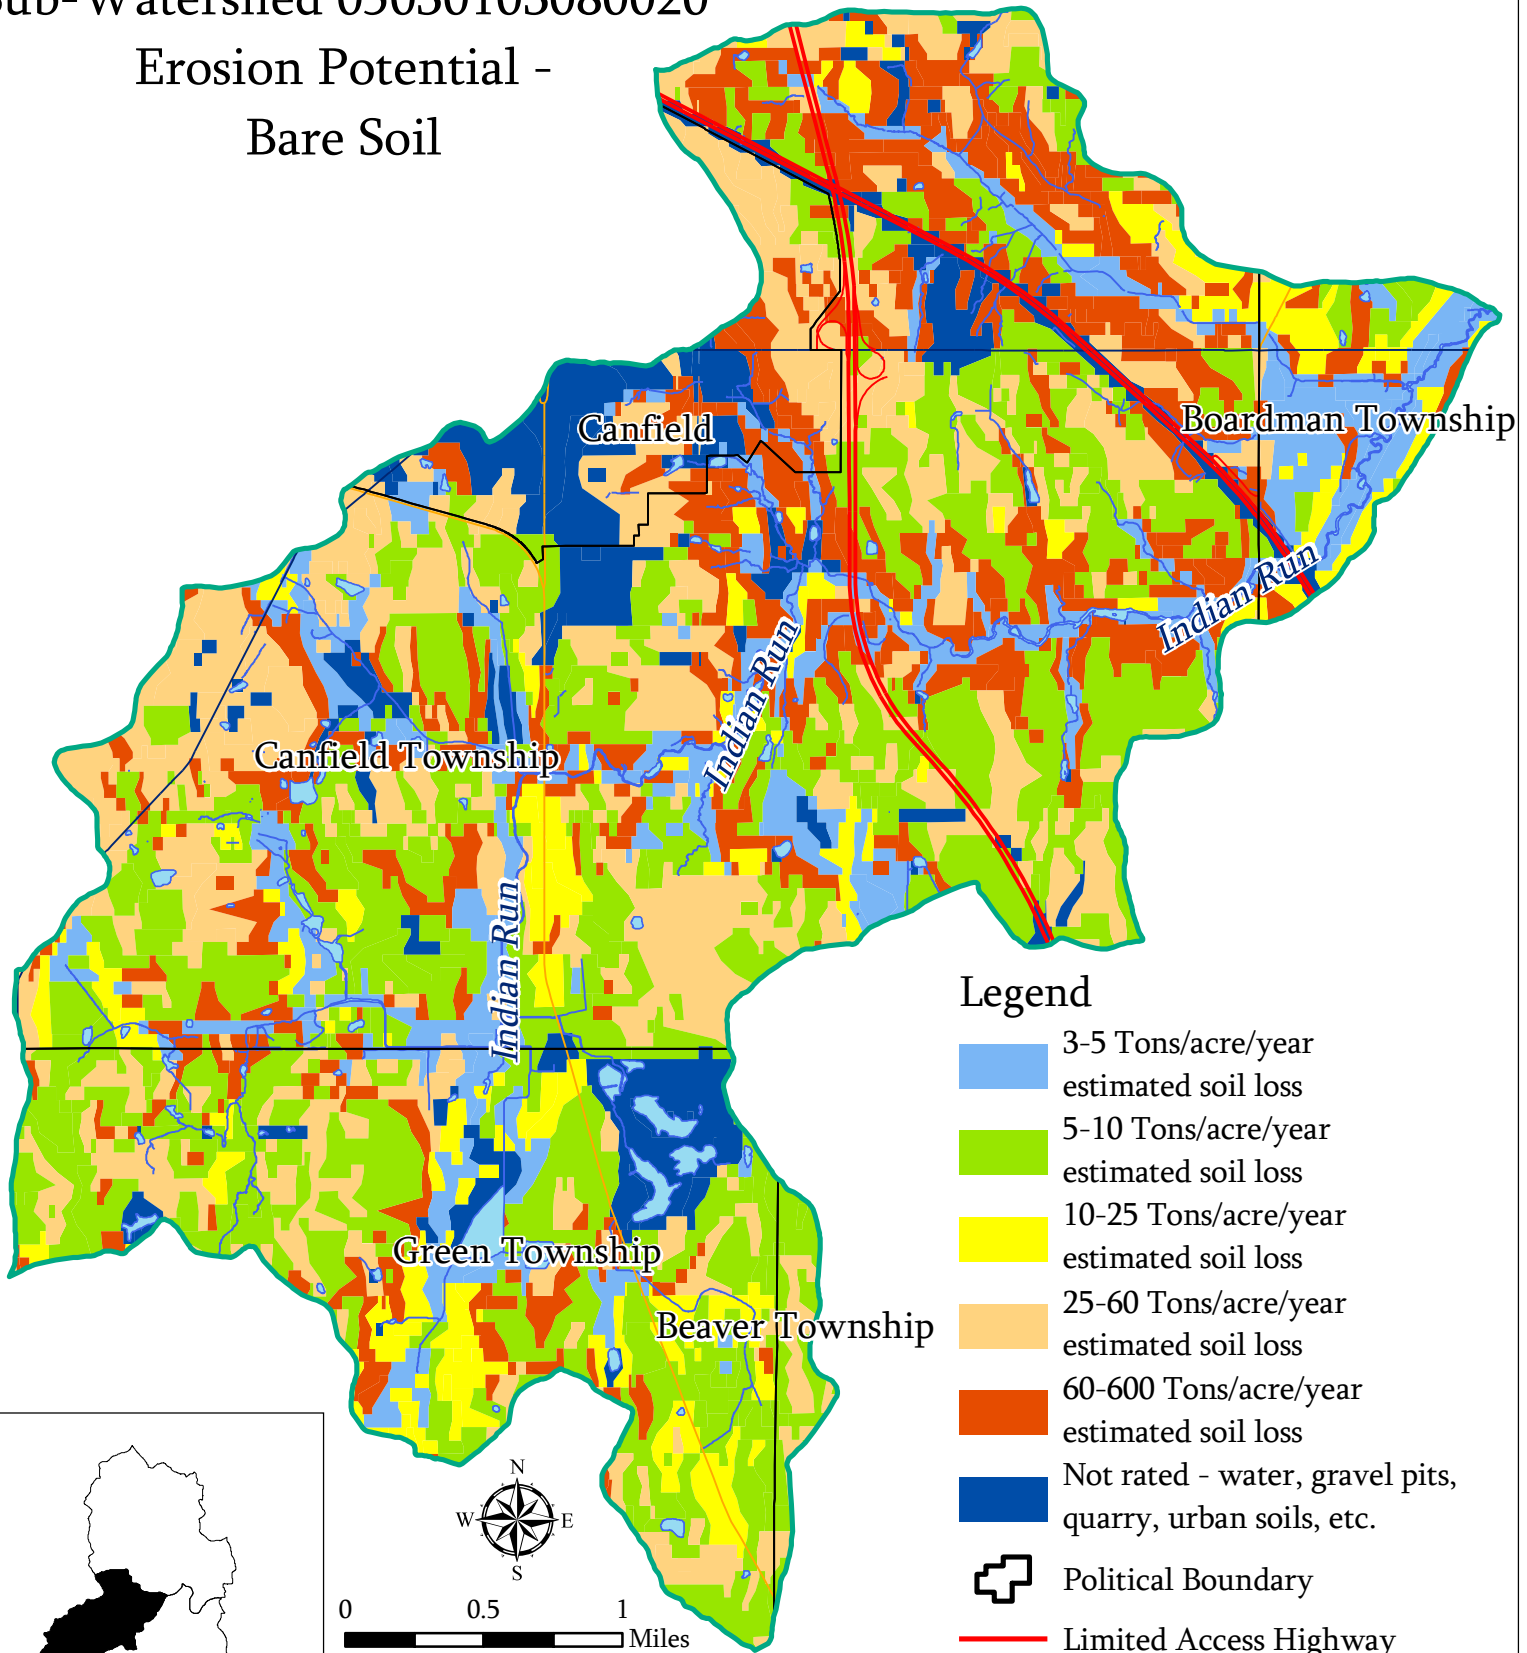 Erosion Potential -
Bare Soil
Canfield
Boardman Township
Indian Run
Indian Run
Canfield Township
Indian Run
Green Township
Beaver Township
Legend
3-5 Tons/acre/year
estimated soil loss
5-10 Tons/acre/year
estimated soil loss
10-25 Tons/acre/year
estimated soil loss
25-60 Tons/acre/year
estimated soil loss
60-600 Tons/acre/year
estimated soil loss
Not rated - water, gravel pits,
quarry, urban soils, etc.
Political Boundary
Limited Access Highway
N
W E
S
0 0.5 1
Miles